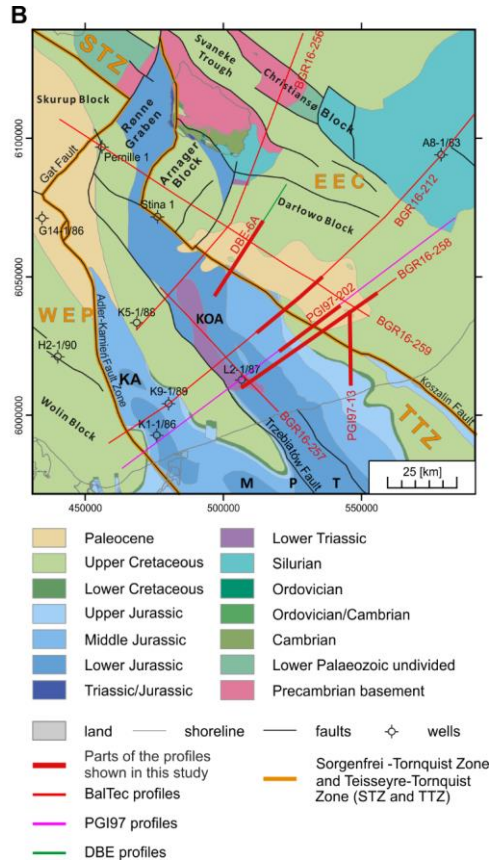 B
STZ
Svaneke
Trough
BGR16-256
Skurup Block
Rønne
Graben
Christiansø Block
6100000
Pernille 1
A8-1/83
Gat Fault
Arnager
Block
EEC
BGR16-212
Stina 1
G14-1/86
DBE-6A
Darlowo Block
BGR16-258
6050000
WEP
K5-1/88
KOA
PGI97-202
BGR16-259
H2-1/90
Adler-Kamień Fault Zone
KA
L2-1/87
Koszalin Fault
K9-1/89
TTZ
6000000
Wolin Block
K1-1/86
BGR16-257
PGI97-13
Trzebiatów Fault
M P T
25 [km]
450000 500000 550000
Paleocene
Upper Cretaceous
Lower Cretaceous
Upper Jurassic
Middle Jurassic
Lower Jurassic
Triassic/Jurassic
Lower Triassic
Silurian
Ordovician
Ordovician/Cambrian
Cambrian
Lower Palaeozoic undivided
Precambrian basement
land shoreline faults wells
Parts of the profiles
shown in this study
BalTec profiles
PGI97 profiles
DBE profiles
Sorgenfrei -Tornquist Zone
and Teisseyre-Tornquist
Zone (STZ and TTZ)